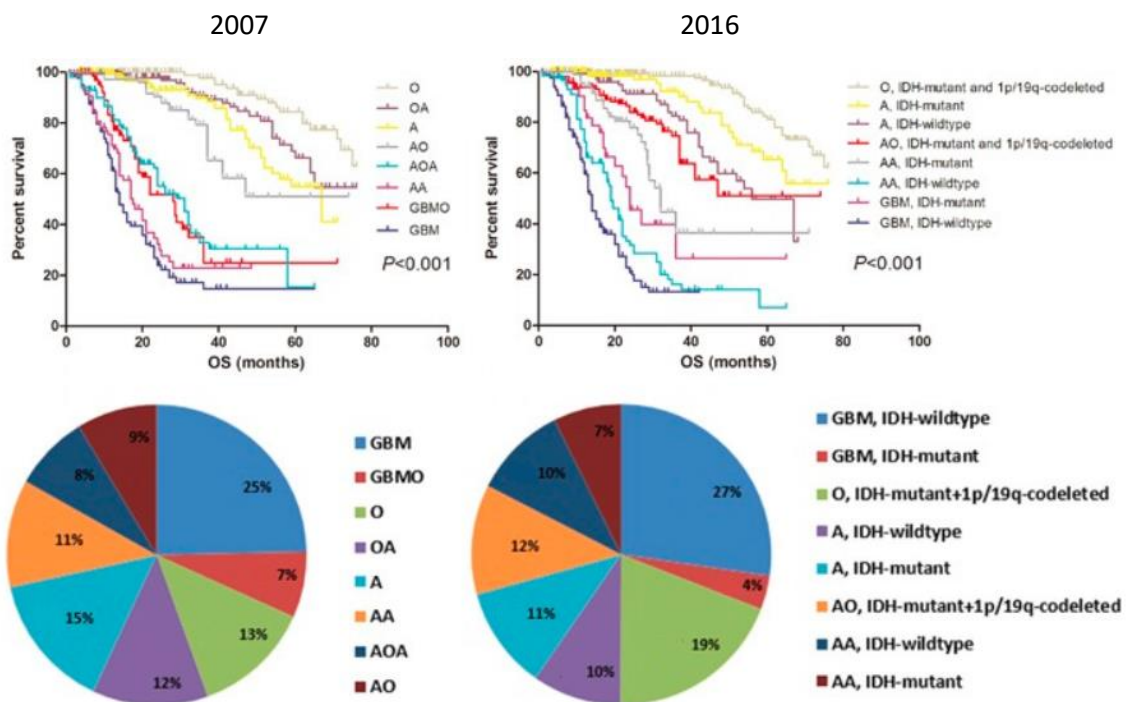 2007
2016
100
80
60
40
20
0
Percent survival
0 20 40 60 80 100
OS (months)
O
OA
A
AO
AOA
AA
GBMO
GBM
P<0.001
100
80
60
40
20
0
Percent survival
0 20 40 60 80 100
OS (months)
O, IDH-mutant and 1p/19q-codeleted
A, IDH-mutant
A, IDH-wildtype
AO, IDH-mutant and 1p/19q-codeleted
AA, IDH-mutant
AA, IDH-wildtype
GBM, IDH-mutant
GBM, IDH-wildtype
P<0.001
25%
7%
13%
12%
15%
11%
8%
9%
GBM
GBMO
O
OA
A
AA
AOA
AO
27%
4%
19%
10%
11%
12%
10%
7%
GBM, IDH-wildtype
GBM, IDH-mutant
O, IDH-mutant+1p/19q-codeleted
A, IDH-wildtype
A, IDH-mutant
AO, IDH-mutant+1p/19q-codeleted
AA, IDH-wildtype
AA, IDH-mutant